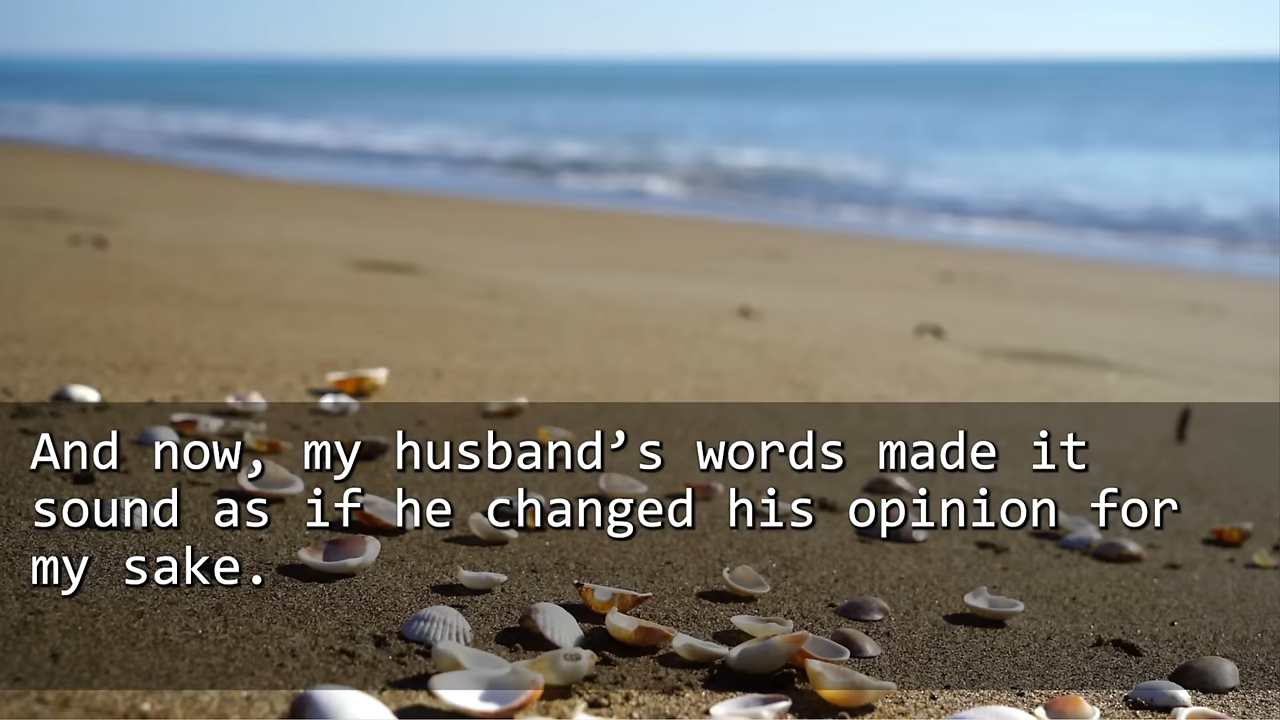 And now, my husband’s words made it
sound as if he changed his opinion for
my sake.